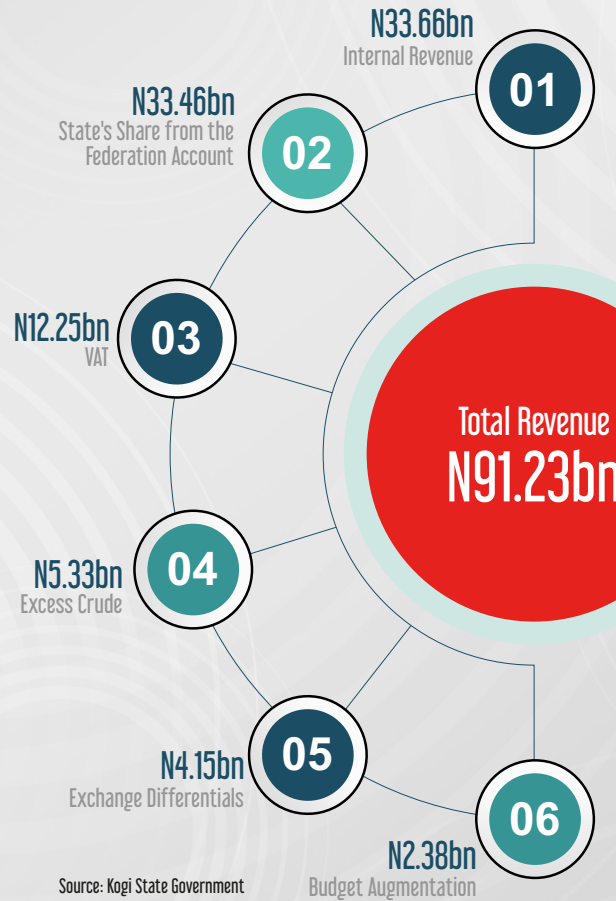 N33.66bn
Internal Revenue
01
N33.46bn
State's Share from the
Federation Account
02
N12.25bn
VAT
03
Total Revenue
N91.23bn
N5.33bn
Excess Crude
04
N4.15bn
Exchange Differentials
05
N2.38bn
Budget Augmentation
06
Source: Kogi State Government